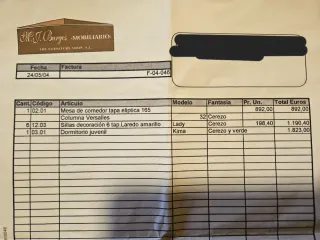 M.J. Burgos -MOBILIARIO-
Fecha Factura
24/05/04 F-04-046
Cant. Código Artículo Modelo Fantasía Pr. Un. Total Euros
1 02.01 Mesa de comedor tapa elíptica 165 892,00 892,00
Columna Versalles 32 Cerezo
6 12.03 Sillas decoración 6 tap.Laredo amarillo Lady Cerezo 198,40 1.190,40
1 03.01 Dormitorio juvenil Kima Cerezo y verde 1.823,00